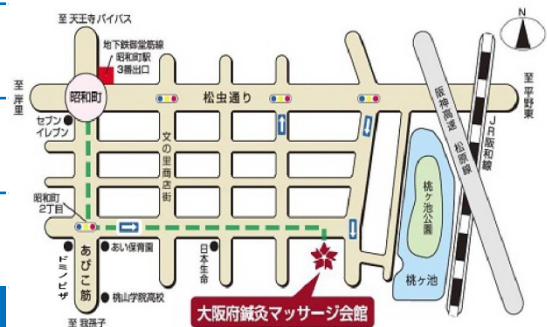 至 天王寺 バイパス
N
地下鉄御堂筋線
昭和町駅
3番出口
至 岸里
昭和町
松虫通り
至 平野東
セブン
イレブン
文の里商店街
阪神高速 松原線
JR阪和線
桃ヶ池公園
昭和町
2丁目
あい保育園
日本生命
ドミノピザ
あびこ筋
桃山学院高校
桃ヶ池
大阪府鍼灸マッサージ会館
至 我孫子